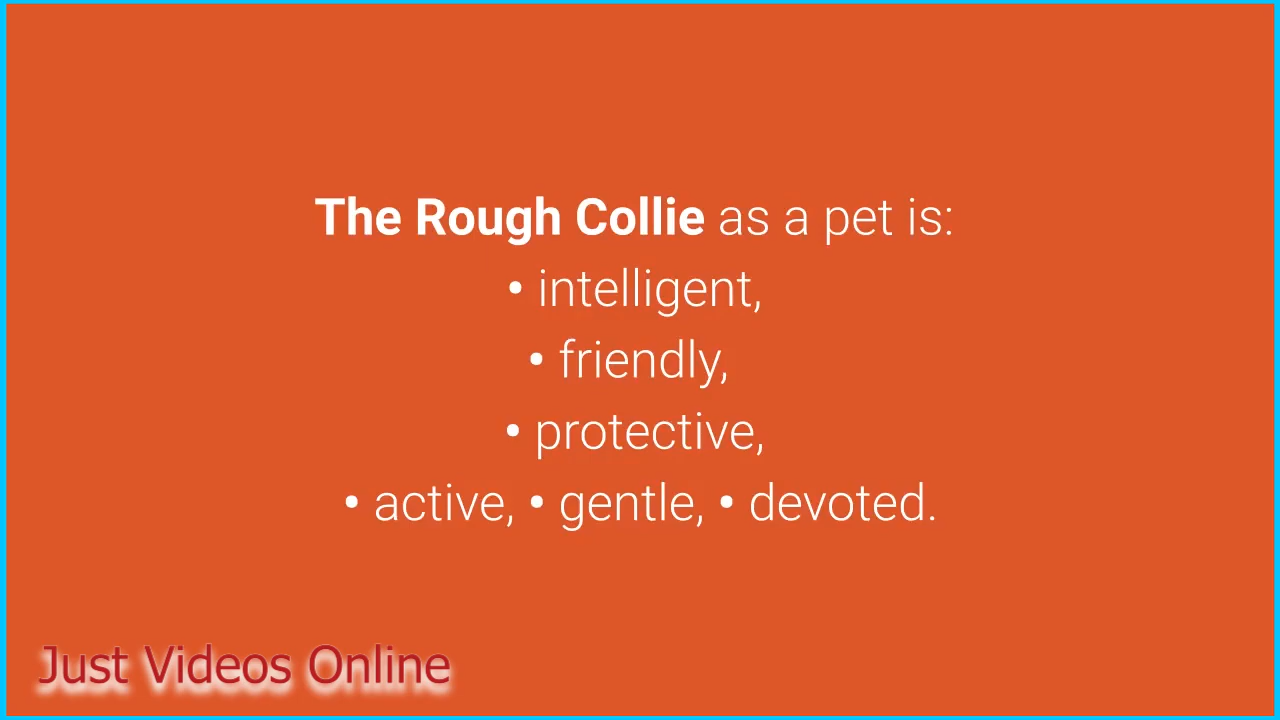 The Rough Collie as a pet is:
• intelligent,
• friendly,
• protective,
• active, • gentle, • devoted.
Just Videos Online